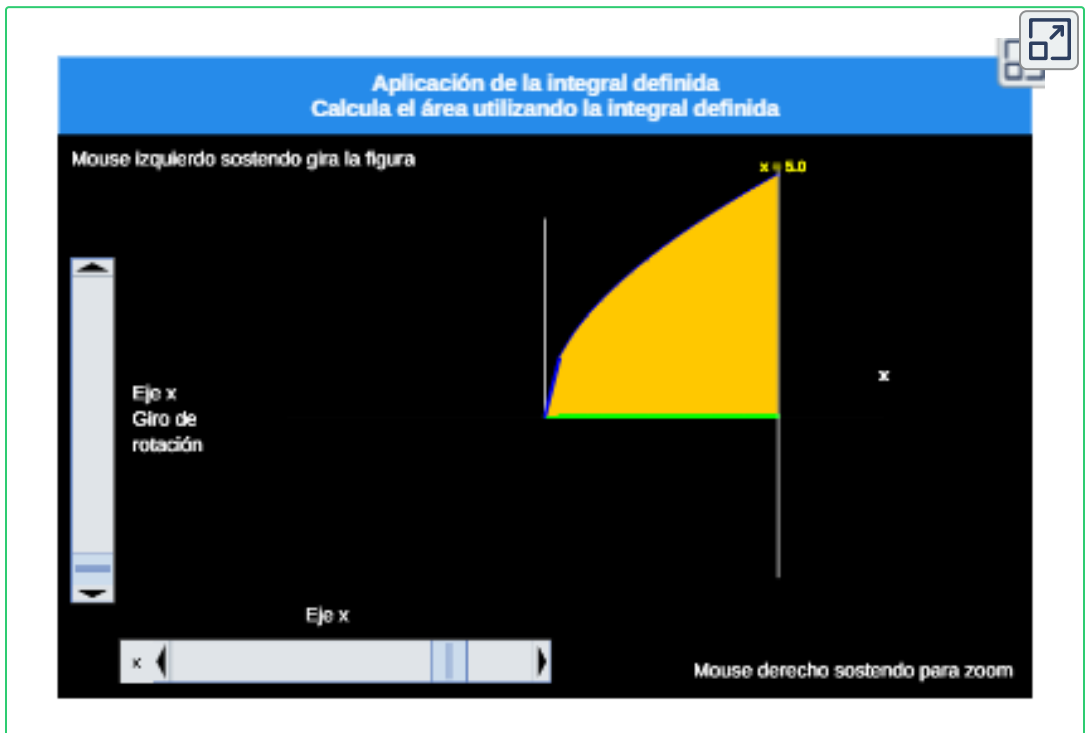 Aplicación de la integral definida
Calcula el área utilizando la integral definida
Mouse izquierdo sostendo gira la figura
x = 5.0
x
Eje x
Giro de
rotación
Eje x
x
Mouse derecho sostendo para zoom